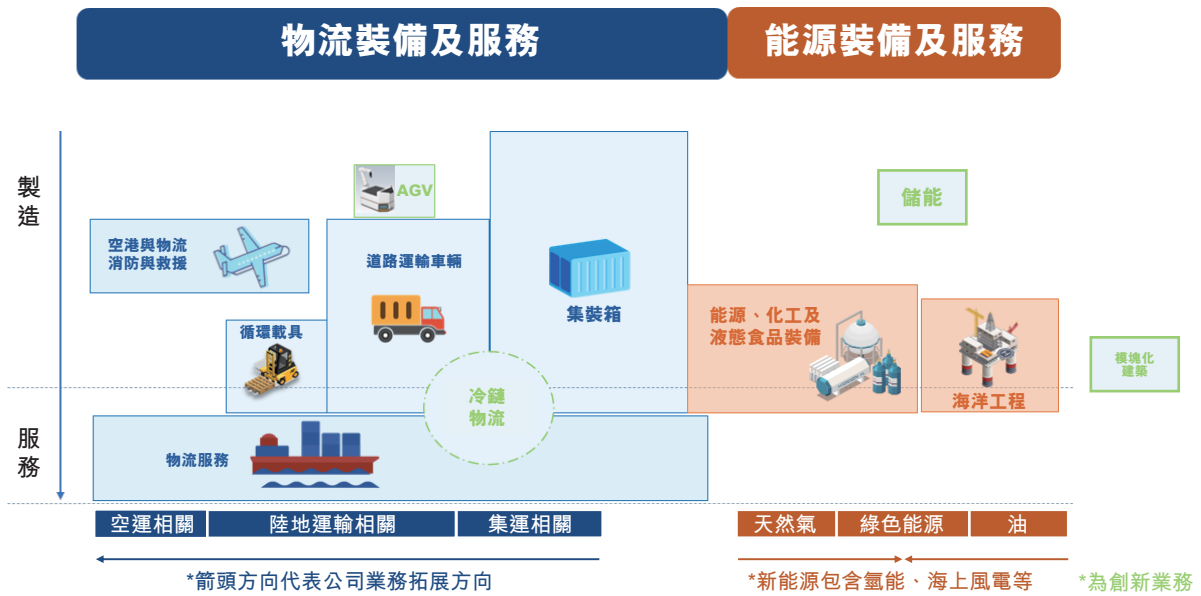 物流裝備及服務
能源裝備及服務
製造
AGV
儲能
空港與物流
消防與救援
道路運輸車輛
集裝箱
能源、化工及
液態食品裝備
循環載具
模塊化
建築
冷鏈
物流
海洋工程
服務
物流服務
空運相關
陸地運輸相關
集運相關
天然氣
綠色能源
油
*箭頭方向代表公司業務拓展方向
*新能源包含氫能、海上風電等
*為創新業務